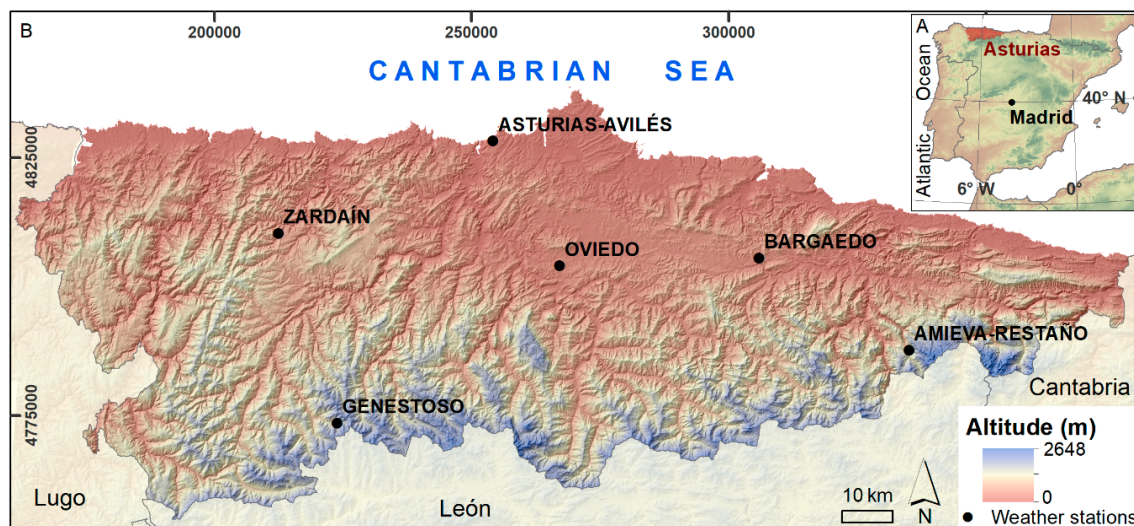 B
200000
250000
300000
A
Asturias
Atlantic Ocean
40° N
Madrid
6° W
0°
CANTABRIAN SEA
4825000
ASTURIAS-AVILÉS
ZARDAÍN
OVIEDO
BARGAEDO
AMIEVA-RESTAÑO
Cantabria
4775000
GENESTOSO
Lugo
León
10 km
N
Altitude (m)
2648
0
Weather stations